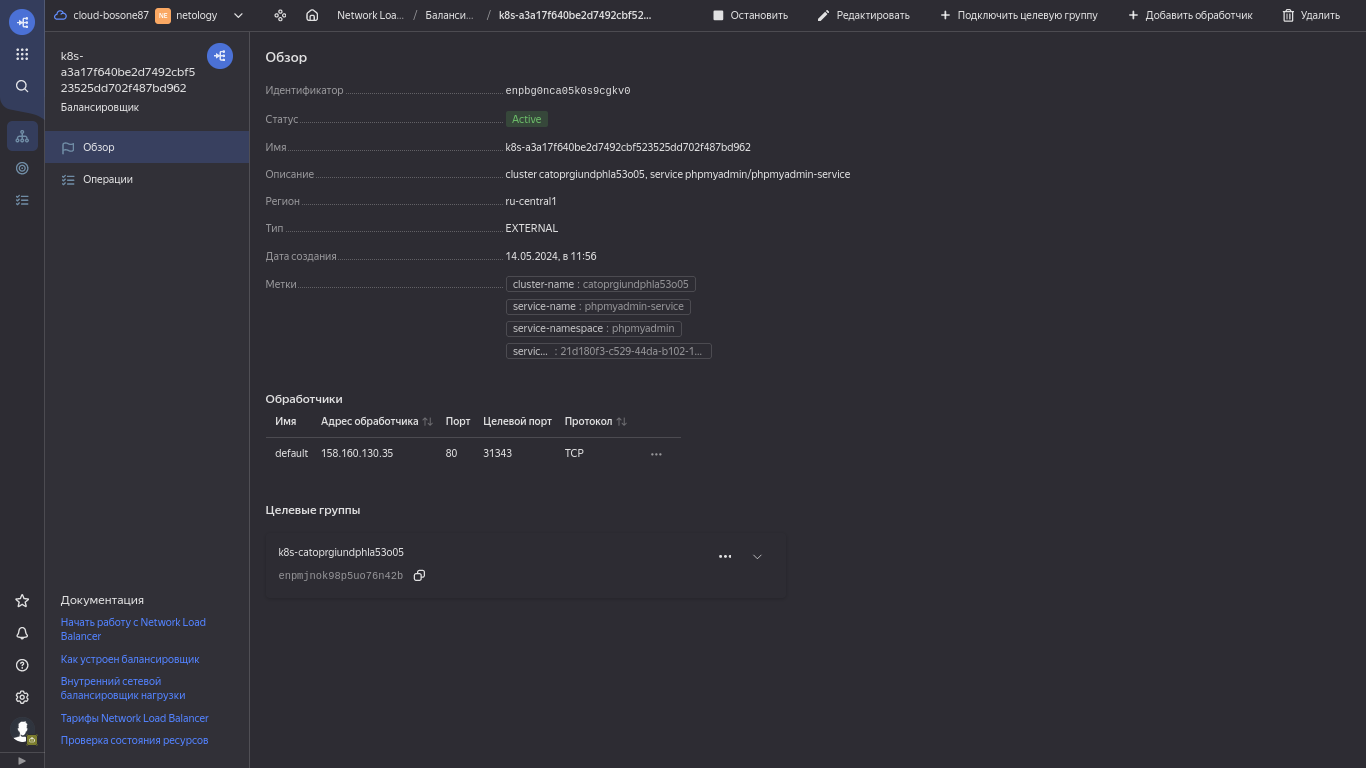 cloud-bosone87 NE netology
Network Loa... / Баланси... / k8s-a3a17f640be2d7492cbf52...
Остановить Редактировать Подключить целевую группу Добавить обработчик Удалить
k8s-
a3a17f640be2d7492cbf5
23525dd702f487bd962
Балансировщик
Обзор
Операции
Документация
Начать работу с Network Load
Balancer
Как устроен балансировщик
Внутренний сетевой
балансировщик нагрузки
Тарифы Network Load Balancer
Проверка состояния ресурсов
Обзор
Идентификатор enpbg0nca05k0s9cgkv0
Статус Active
Имя k8s-a3a17f640be2d7492cbf523525dd702f487bd962
Описание cluster catoprgiundphla53o05, service phpmyadmin/phpmyadmin-service
Регион ru-central1
Тип EXTERNAL
Дата создания 14.05.2024, в 11:56
Метки cluster-name : catoprgiundphla53o05
service-name : phpmyadmin-service
service-namespace : phpmyadmin
servic... : 21d180f3-c529-44da-b102-1...
Обработчики
Имя Адрес обработчика Порт Целевой порт Протокол
default 158.160.130.35 80 31343 TCP
Целевые группы
k8s-catoprgiundphla53o05
enpmjnok98p5uo76n42b